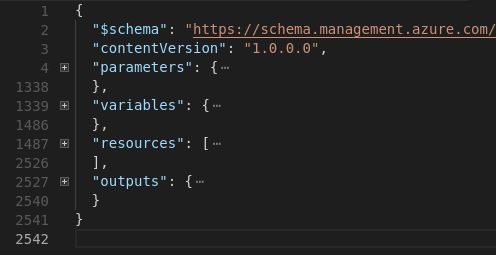 1 {
2 "$schema": "https://schema.management.azure.com/
3 "contentVersion": "1.0.0.0",
4 "parameters": {⋯
1338 },
1339 "variables": {⋯
1486 },
1487 "resources": [⋯
2526 ],
2527 "outputs": {⋯
2540 }
2541 }
2542